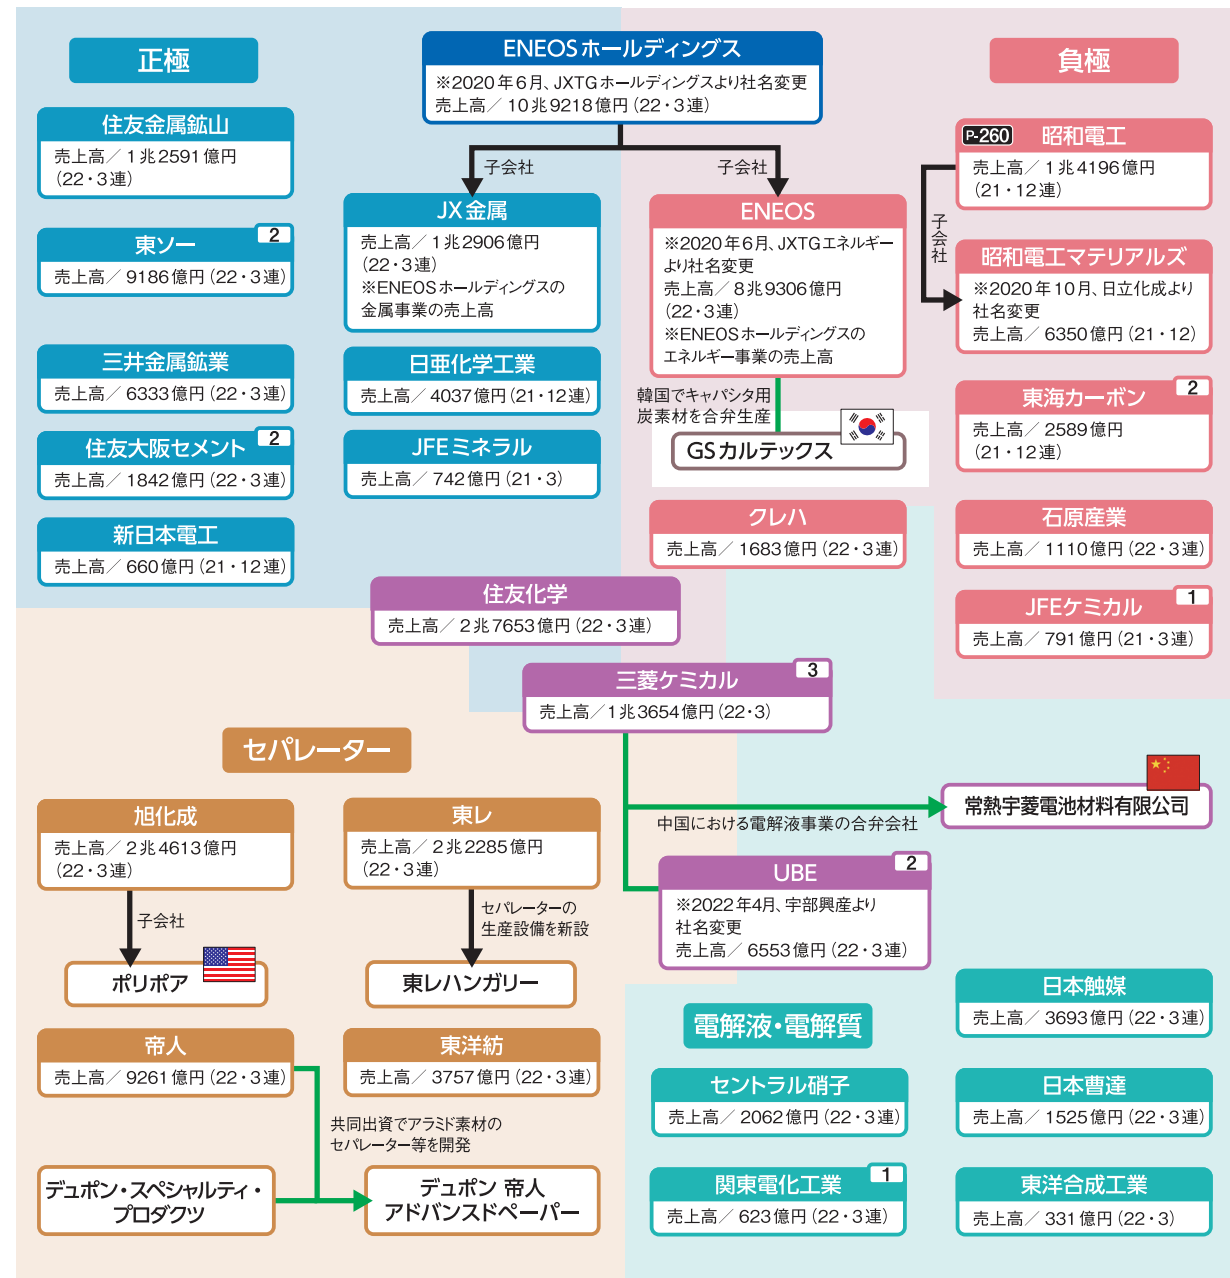 正極
住友金属鉱山
売上高／1兆2591億円
（22・3連）
東ソー
2
売上高／9186億円（22・3連）
三井金属鉱業
売上高／6333億円（22・3連）
住友大阪セメント
2
売上高／1842億円（22・3連）
新日本電工
売上高／660億円（21・12連）
ENEOSホールディングス
※2020年6月、JXTGホールディングスより社名変更
売上高／10兆9218億円（22・3連）
子会社
子会社
JX金属
売上高／1兆2906億円
（22・3連）
※ENEOSホールディングスの
金属事業の売上高
日亜化学工業
売上高／4037億円（21・12連）
JFEミネラル
売上高／742億円（21・3）
ENEOS
※2020年6月、JXTGエネルギー
より社名変更
売上高／8兆9306億円
（22・3連）
※ENEOSホールディングスの
エネルギー事業の売上高
韓国でキャパシタ用
炭素材を合弁生産
GSカルテックス
クレハ
売上高／1683億円（22・3連）
負極
P-260
昭和電工
売上高／1兆4196億円
（21・12連）
子会社
昭和電工マテリアルズ
※2020年10月、日立化成より
社名変更
売上高／6350億円（21・12）
東海カーボン
2
売上高／2589億円
（21・12連）
石原産業
売上高／1110億円（22・3連）
JFEケミカル
1
売上高／791億円（21・3連）
住友化学
売上高／2兆7653億円（22・3連）
三菱ケミカル
3
売上高／1兆3654億円（22・3）
中国における電解液事業の合弁会社
常熱宇菱電池材料有限公司
UBE
2
※2022年4月、宇部興産より
社名変更
売上高／6553億円（22・3連）
セパレーター
旭化成
売上高／2兆4613億円
（22・3連）
子会社
ポリポア
東レ
売上高／2兆2285億円
（22・3連）
セパレーターの
生産設備を新設
東レハンガリー
帝人
売上高／9261億円（22・3連）
東洋紡
売上高／3757億円（22・3連）
共同出資でアラミド素材の
セパレーター等を開発
デュポン・スペシャルティ・
プロダクツ
デュポン 帝人
アドバンスドペーパー
電解液・電解質
日本触媒
売上高／3693億円（22・3連）
セントラル硝子
売上高／2062億円（22・3連）
日本曹達
売上高／1525億円（22・3連）
関東電化工業
1
売上高／623億円（22・3連）
東洋合成工業
売上高／331億円（22・3）